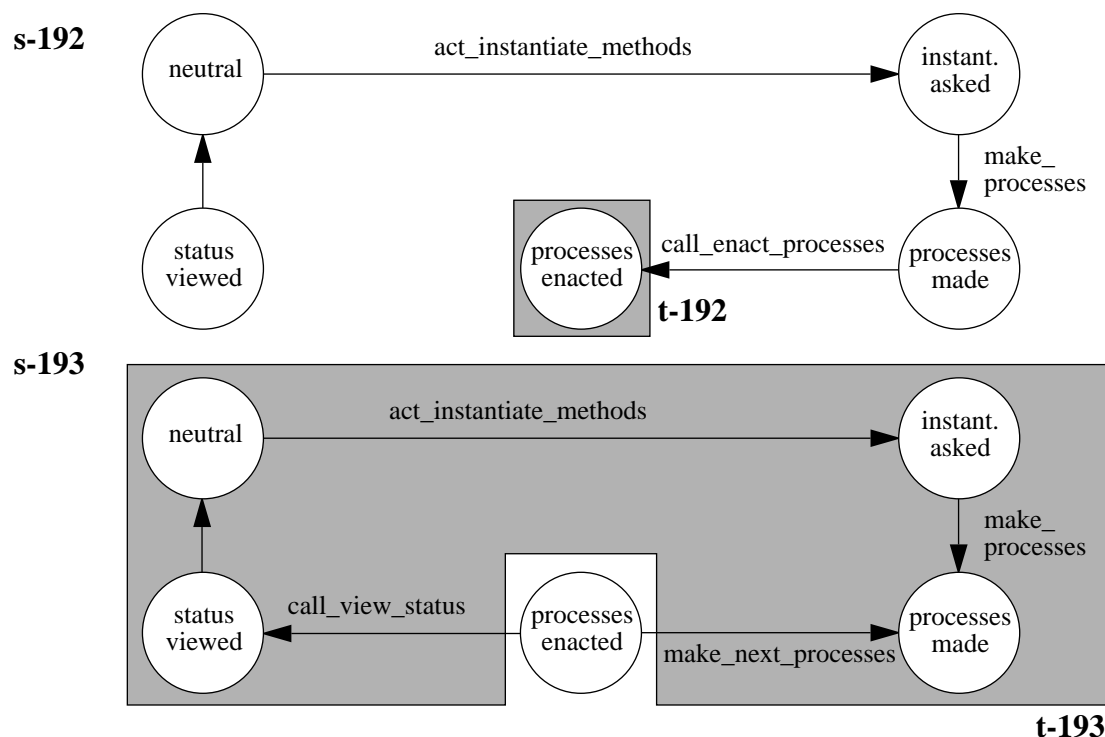 s-192
neutral
act_instantiate_methods
instant.
asked
make_
processes
status
viewed
processes
enacted
call_enact_processes
processes
made
t-192
s-193
neutral
act_instantiate_methods
instant.
asked
make_
processes
status
viewed
call_view_status
processes
enacted
make_next_processes
processes
made
t-193